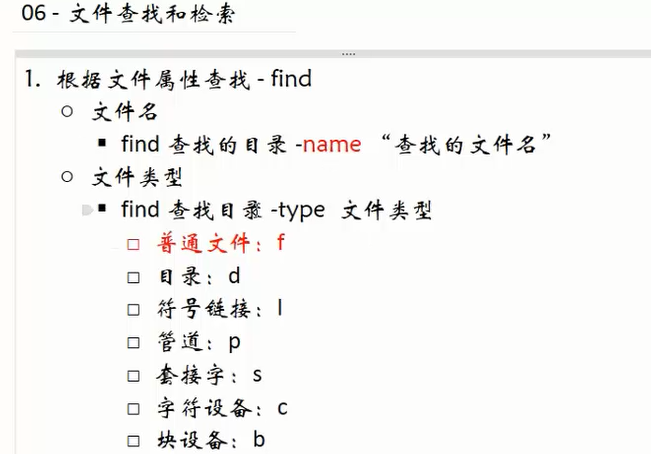 06 - 文件查找和检索
1. 根据文件属性查找 - find
文件名
find 查找的目录 -name “查找的文件名”
文件类型
find 查找目录 -type 文件类型
普通文件：f
目录：d
符号链接：l
管道：p
套接字：s
字符设备：c
块设备：b